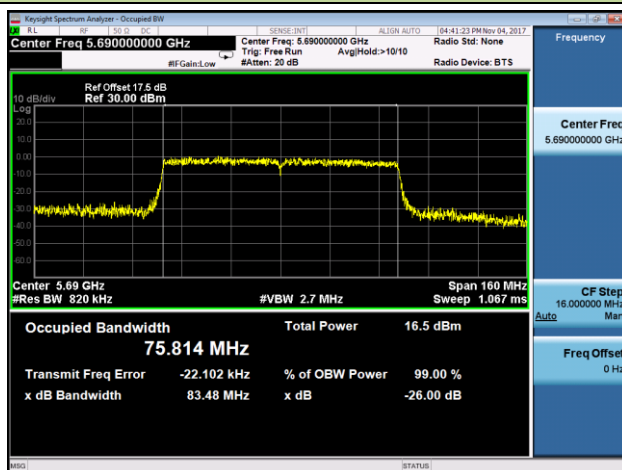 Keysight Spectrum Analyzer - Occupied BW
RL RF 50 Ω DC SENSE:INT ALIGN AUTO 04:41:23 PM Nov 04, 2017
Center Freq 5.690000000 GHz
Center Freq: 5.690000000 GHz Radio Std: None
Trig: Free Run Avg|Hold:>10/10
#IFGain:Low #Atten: 20 dB Radio Device: BTS
Frequency
Ref Offset 17.5 dB
10 dB/div Ref 30.00 dBm
Log
20.0
10.0
0.00
-10.0
-20.0
-30.0
-40.0
-50.0
-60.0
Center Freq
5.690000000 GHz
Center 5.69 GHz Span 160 MHz
#Res BW 820 kHz #VBW 2.7 MHz Sweep 1.067 ms
CF Step
16.000000 MHz
Auto Man
Occupied Bandwidth Total Power 16.5 dBm
75.814 MHz
Transmit Freq Error -22.102 kHz % of OBW Power 99.00 %
x dB Bandwidth 83.48 MHz x dB -26.00 dB
Freq Offset
0 Hz
MSG STATUS